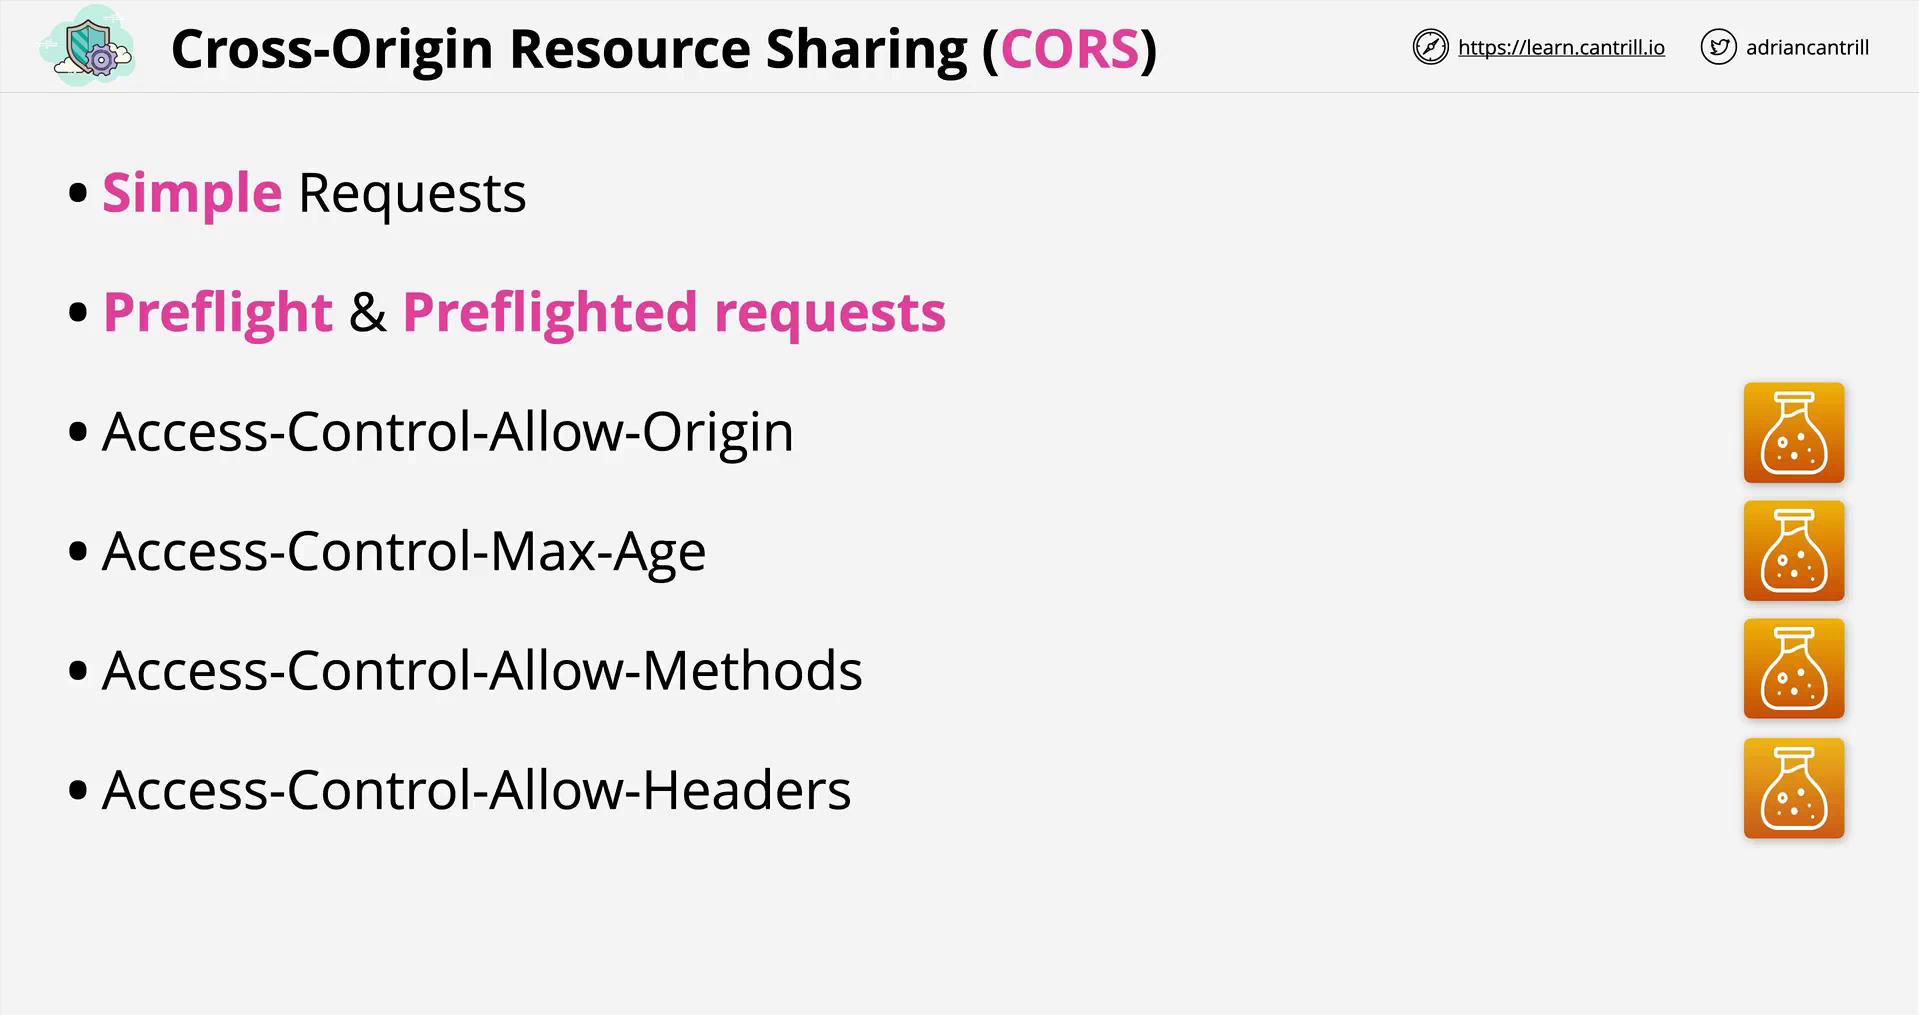 Cross-Origin Resource Sharing (CORS)
https://learn.cantrill.io
adriancantrill
• Simple Requests
• Preflight & Preflighted requests
• Access-Control-Allow-Origin
• Access-Control-Max-Age
• Access-Control-Allow-Methods
• Access-Control-Allow-Headers